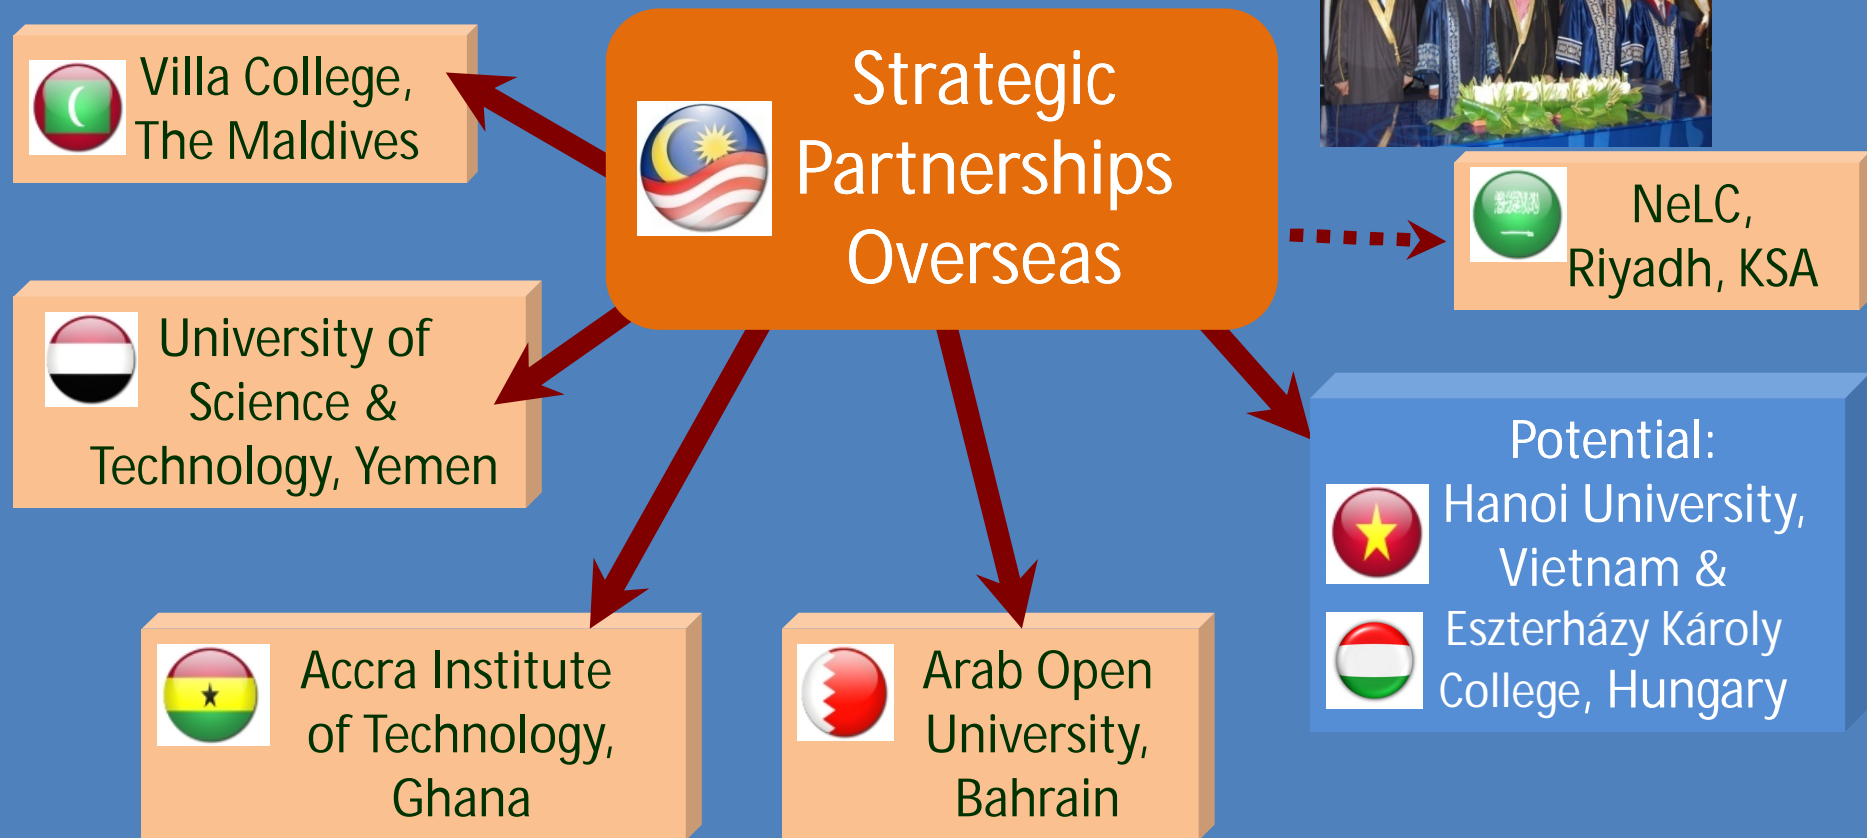 Strategic
Partnerships
Overseas
Villa College,
The Maldives
NeLC,
Riyadh, KSA
University of
Science &
Technology, Yemen
Potential:
Hanoi University,
Vietnam &
Eszterházy Károly
College, Hungary
Accra Institute
of Technology,
Ghana
Arab Open
University,
Bahrain